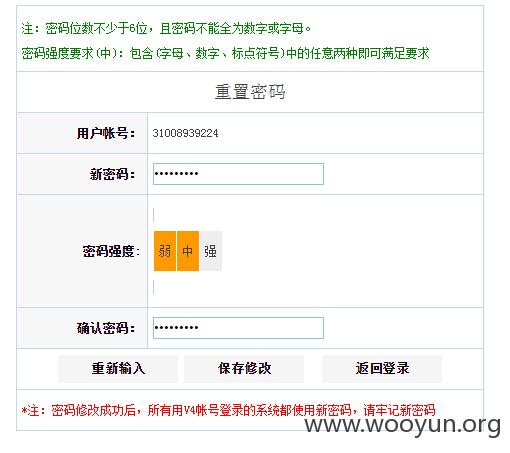 注：密码位数不少于6位，且密码不能全为数字或字母。
密码强度要求(中)：包含(字母、数字、标点符号)中的任意两种即可满足要求
重置密码
用户帐号： 31008939224
新密码： •••••••••
密码强度: 弱 中 强
确认密码： •••••••••
重新输入 保存修改 返回登录
*注：密码修改成功后，所有用V4帐号登录的系统都使用新密码，请牢记新密码
www.wooyun.org